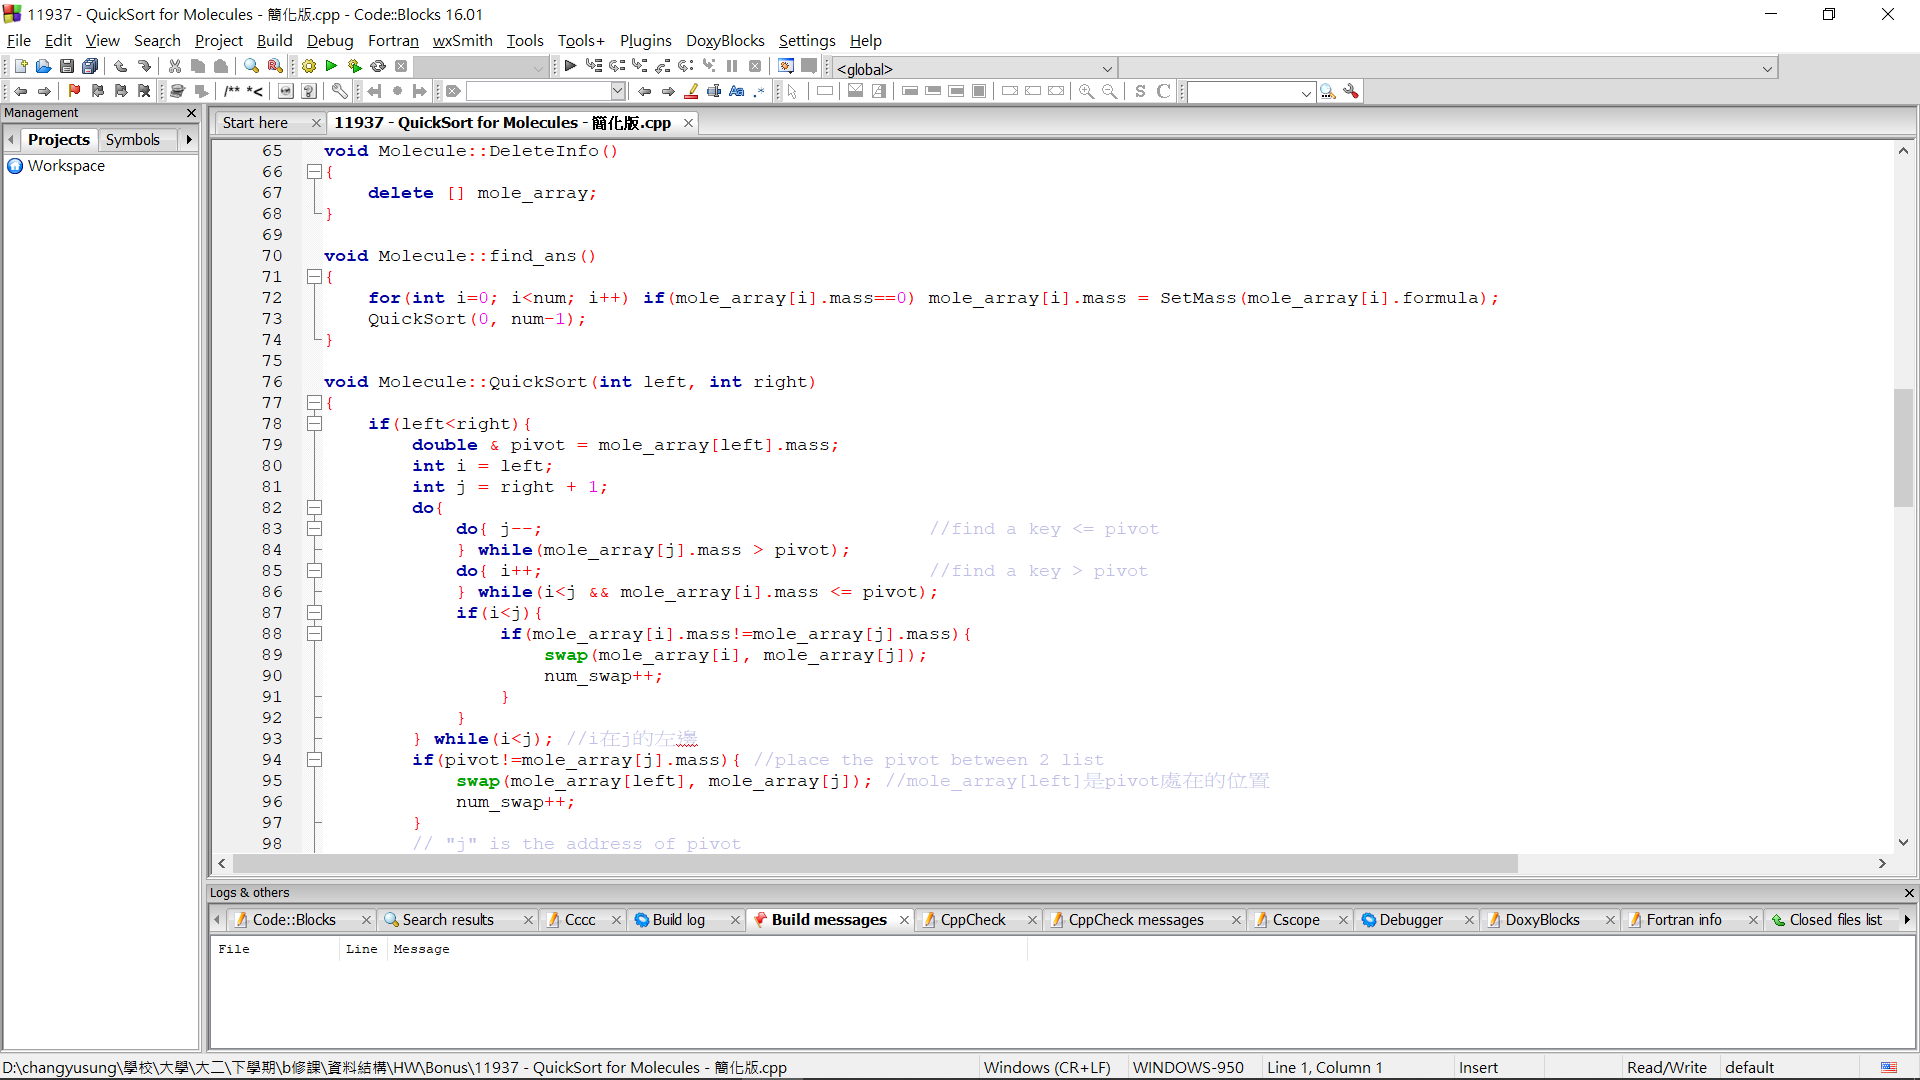 11937 - QuickSort for Molecules - 簡化版.cpp - Code::Blocks 16.01
File Edit View Search Project Build Debug Fortran wxSmith Tools Tools+ Plugins DoxyBlocks Settings Help
<global>
/** *<
S C
Management
Projects Symbols
Workspace
Start here 11937 - QuickSort for Molecules - 簡化版.cpp
65 void Molecule::DeleteInfo()
66 {
67 delete [] mole_array;
68 }
69
70 void Molecule::find_ans()
71 {
72 for(int i=0; i<num; i++) if(mole_array[i].mass==0) mole_array[i].mass = SetMass(mole_array[i].formula);
73 QuickSort(0, num-1);
74 }
75
76 void Molecule::QuickSort(int left, int right)
77 {
78 if(left<right){
79 double & pivot = mole_array[left].mass;
80 int i = left;
81 int j = right + 1;
82 do{
83 do{ j--; //find a key <= pivot
84 } while(mole_array[j].mass > pivot);
85 do{ i++; //find a key > pivot
86 } while(i<j && mole_array[i].mass <= pivot);
87 if(i<j){
88 if(mole_array[i].mass!=mole_array[j].mass){
89 swap(mole_array[i], mole_array[j]);
90 num_swap++;
91 }
92 }
93 } while(i<j); //i在j的左邊
94 if(pivot!=mole_array[j].mass){ //place the pivot between 2 list
95 swap(mole_array[left], mole_array[j]); //mole_array[left]是pivot處在的位置
96 num_swap++;
97 }
98 // "j" is the address of pivot
Logs & others
Code::Blocks Search results Cccc Build log Build messages CppCheck CppCheck messages Cscope Debugger DoxyBlocks Fortran info Closed files list
File Line Message
D:\changyusung\學校\大學\大二\下學期\b修課\資料結構\HW\Bonus\11937 - QuickSort for Molecules - 簡化版.cpp Windows (CR+LF) WINDOWS-950 Line 1, Column 1 Insert Read/Write default